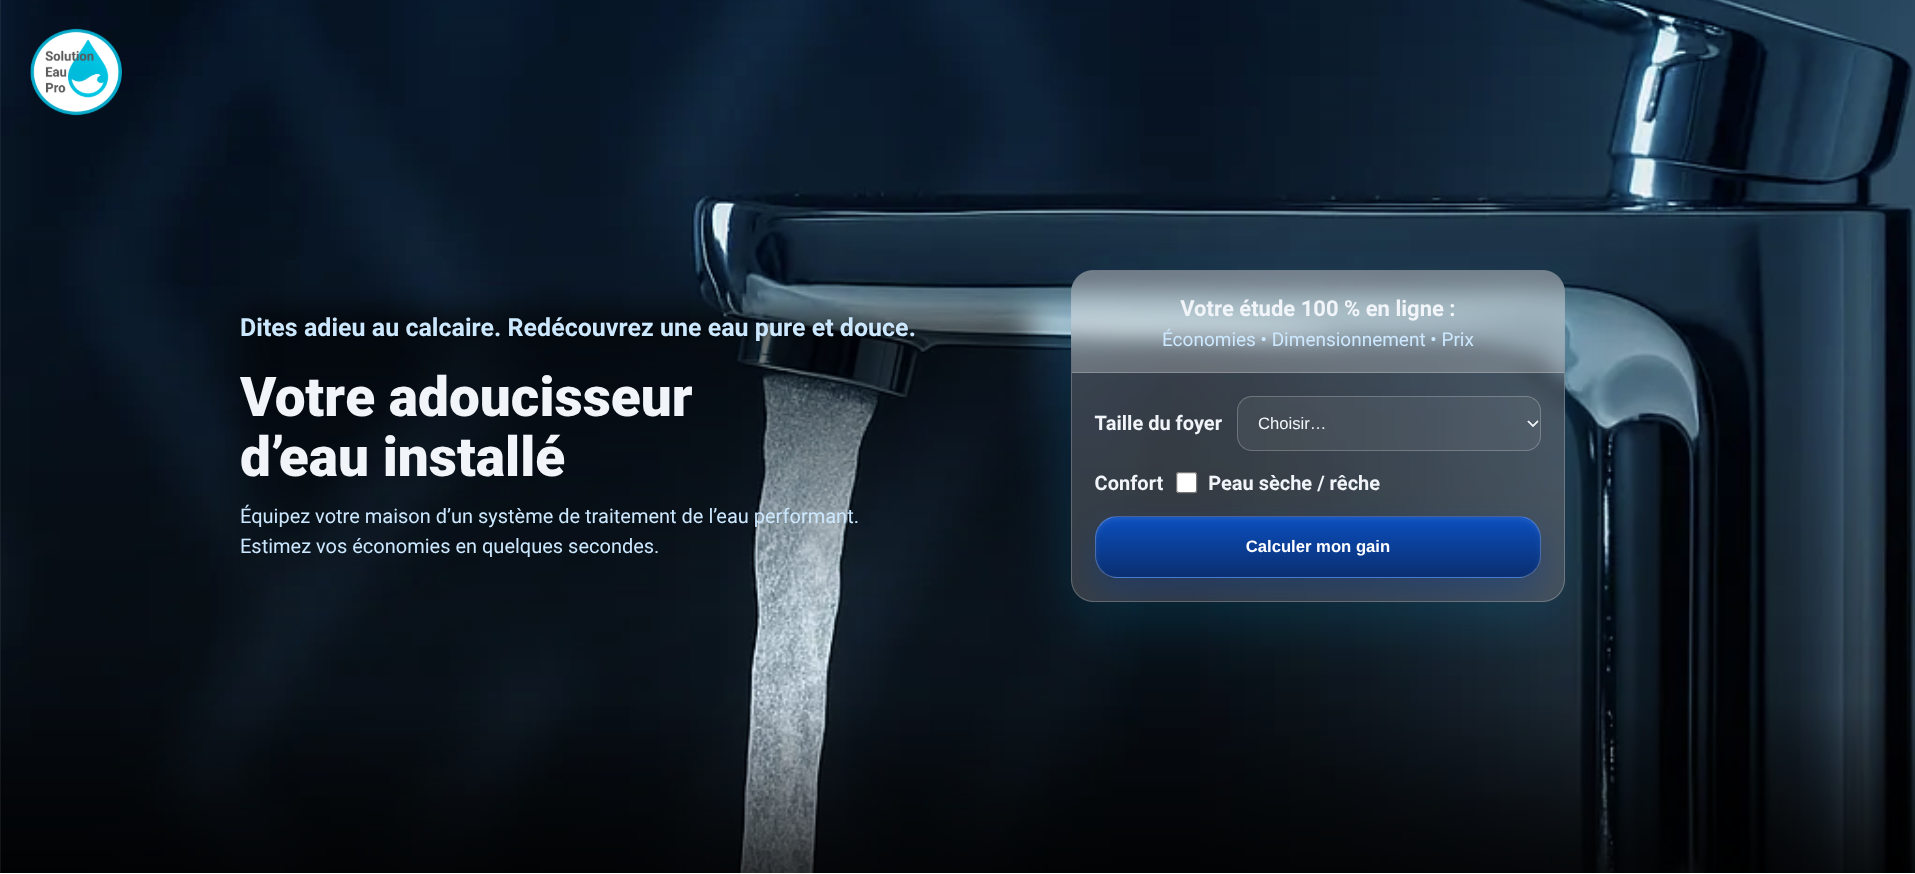 Solution
Eau
Pro
Dites adieu au calcaire. Redécouvrez une eau pure et douce.
Votre adoucisseur
d’eau installé
Équipez votre maison d’un système de traitement de l’eau performant.
Estimez vos économies en quelques secondes.
Votre étude 100 % en ligne :
Économies • Dimensionnement • Prix
Taille du foyer Choisir…
Confort Peau sèche / rêche
Calculer mon gain